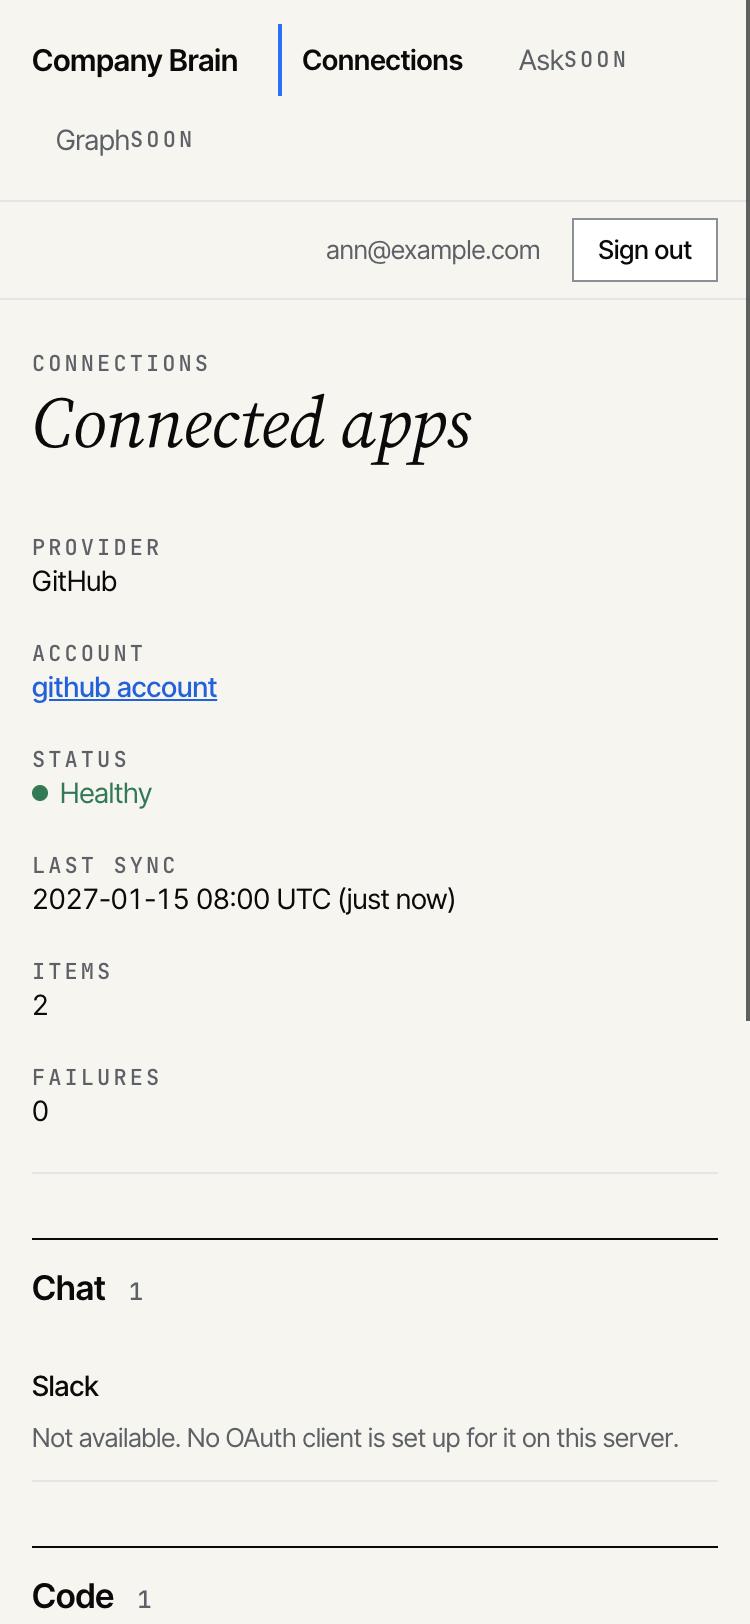 Company Brain
Connections
AskSOON
GraphSOON
ann@example.com
Sign out
CONNECTIONS
Connected apps
PROVIDER
GitHub
ACCOUNT
github account
STATUS
Healthy
LAST SYNC
2027-01-15 08:00 UTC (just now)
ITEMS
2
FAILURES
0
Chat 1
Slack
Not available. No OAuth client is set up for it on this server.
Code 1